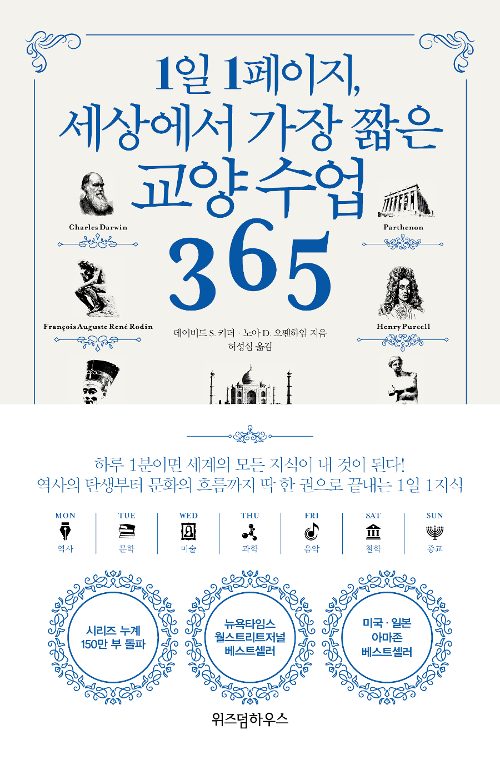 1일 1페이지,
세상에서 가장 짧은
교양 수업
365
Charles Darwin
Parthenon
François Auguste René Rodin
Henry Purcell
데이비드 S. 키더 · 노아 D. 오펜하임 지음
허성심 옮김
하루 1분이면 세계의 모든 지식이 내 것이 된다!
역사의 탄생부터 문화의 흐름까지 딱 한 권으로 끝내는 1일 1지식
MON TUE WED THU FRI SAT SUN
역사 문학 미술 과학 음악 철학 종교
시리즈 누계
150만 부 돌파
뉴욕타임스
월스트리트저널
베스트셀러
미국 · 일본
아마존
베스트셀러
위즈덤하우스